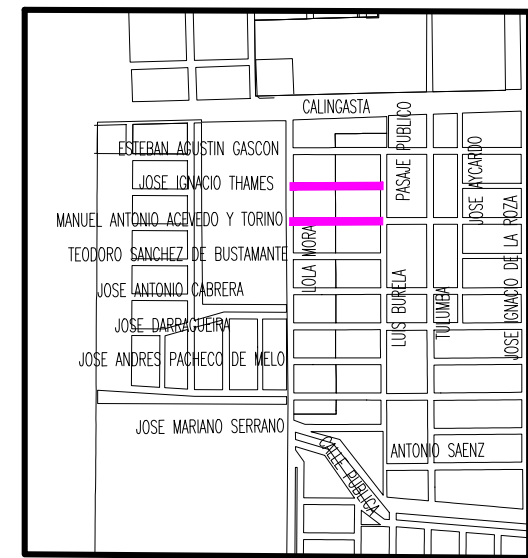 CALINGASTA
ESTEBAN AGUSTIN GASCON
JOSE IGNACIO THAMES
MANUEL ANTONIO ACEVEDO Y TORINO
TEODORO SANCHEZ DE BUSTAMANTE
JOSE ANTONIO CABRERA
JOSE DARRAGUEIRA
JOSE ANDRES PACHECO DE MELO
JOSE MARIANO SERRANO
LOLA MORA
PASAJE PUBLICO
LUIS BURELA
TULUMBA
JOSE AYCARDO
JOSE IGNACIO DE LA ROZA
ANTONIO SAENZ
CALLE PUBLICA